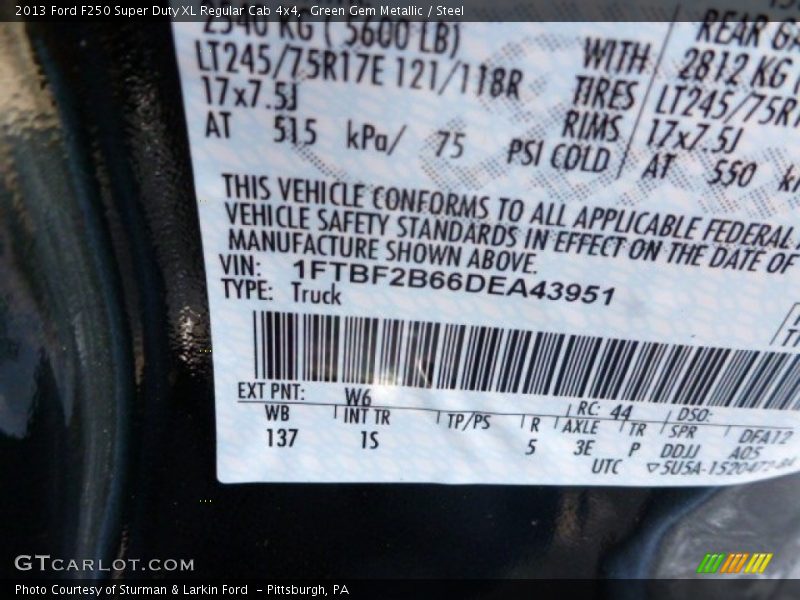 2013 Ford F250 Super Duty XL Regular Cab 4x4, Green Gem Metallic / Steel
2540 KG ( 5600 LB)
LT245/75R17E 121/118R
17x7.5J
AT 515 kPa/ 75 PSI COLD
WITH
TIRES
RIMS
REAR
2812 KG
LT245/75R
17x7.5J
AT 550
THIS VEHICLE CONFORMS TO ALL APPLICABLE FEDERAL
VEHICLE SAFETY STANDARDS IN EFFECT ON THE DATE OF
MANUFACTURE SHOWN ABOVE.
VIN: 1FTBF2B66DEA43951
TYPE: Truck
EXT PNT: W6 RC: 44 DSO:
WB INT TR TP/PS R AXLE TR SPR DFA12
137 1S 5 3E P DDJJ A05
UTC
GTCARLOT.COM
Photo Courtesy of Sturman & Larkin Ford - Pittsburgh, PA